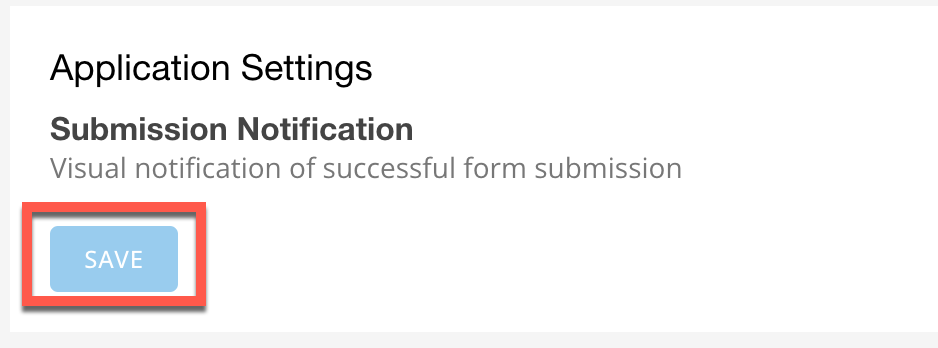 Application Settings
Submission Notification
Visual notification of successful form submission
SAVE